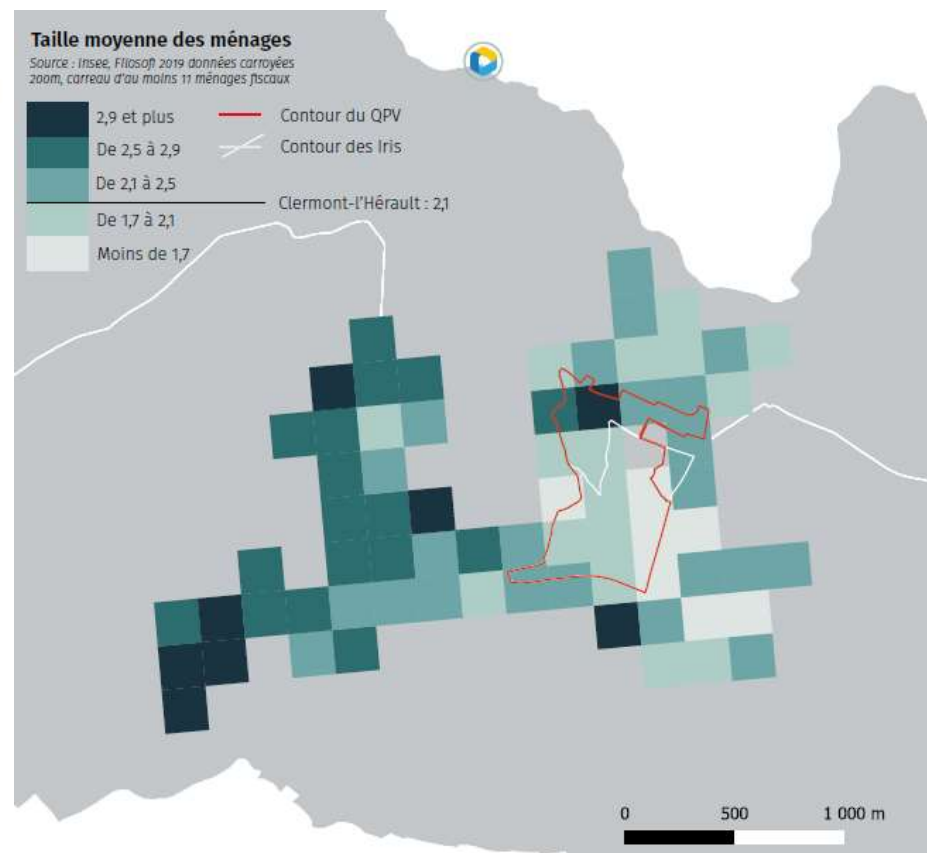 Taille moyenne des ménages
Source : Insee, Filosofi 2019 données carroyées
200m, carreau d'au moins 11 ménages fiscaux
2,9 et plus
Contour du QPV
De 2,5 à 2,9
Contour des Iris
De 2,1 à 2,5
Clermont-l'Hérault : 2,1
De 1,7 à 2,1
Moins de 1,7
0 500 1 000 m